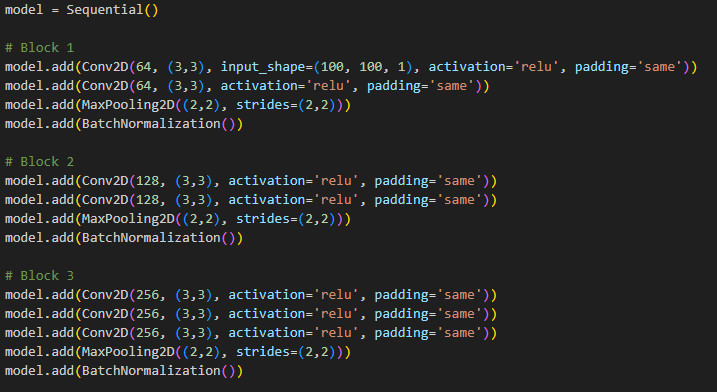 model = Sequential()
# Block 1
model.add(Conv2D(64, (3,3), input_shape=(100, 100, 1), activation='relu', padding='same'))
model.add(Conv2D(64, (3,3), activation='relu', padding='same'))
model.add(MaxPooling2D((2,2), strides=(2,2)))
model.add(BatchNormalization())
# Block 2
model.add(Conv2D(128, (3,3), activation='relu', padding='same'))
model.add(Conv2D(128, (3,3), activation='relu', padding='same'))
model.add(MaxPooling2D((2,2), strides=(2,2)))
model.add(BatchNormalization())
# Block 3
model.add(Conv2D(256, (3,3), activation='relu', padding='same'))
model.add(Conv2D(256, (3,3), activation='relu', padding='same'))
model.add(Conv2D(256, (3,3), activation='relu', padding='same'))
model.add(MaxPooling2D((2,2), strides=(2,2)))
model.add(BatchNormalization())